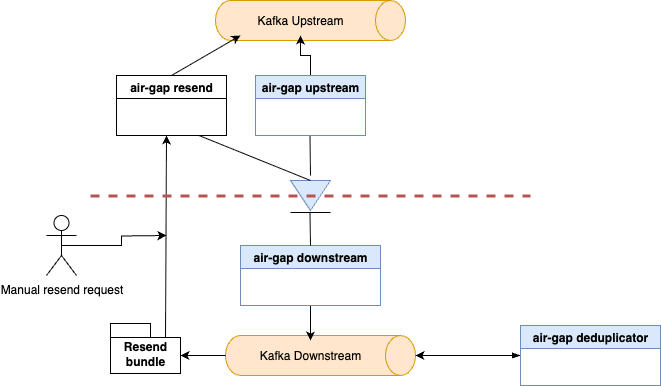 Kafka Upstream
air-gap resend
air-gap upstream
air-gap downstream
Manual resend request
Resend
bundle
Kafka Downstream
air-gap deduplicator